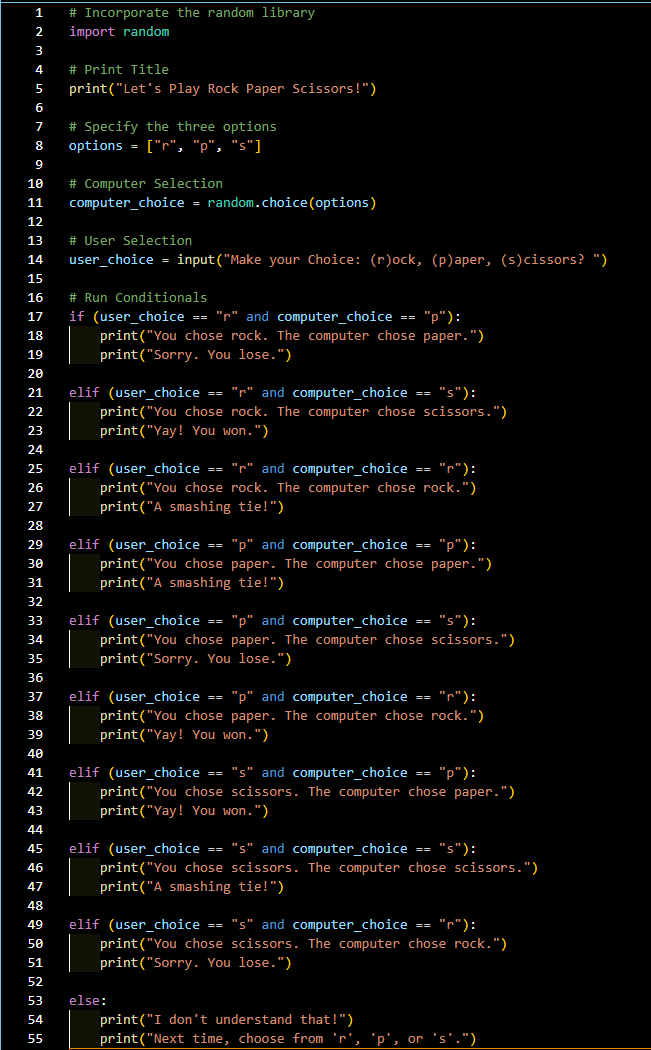 1 # Incorporate the random library
2 import random
3
4 # Print Title
5 print("Let's Play Rock Paper Scissors!")
6
7 # Specify the three options
8 options = ["r", "p", "s"]
9
10 # Computer Selection
11 computer_choice = random.choice(options)
12
13 # User Selection
14 user_choice = input("Make your Choice: (r)ock, (p)aper, (s)cissors? ")
15
16 # Run Conditionals
17 if (user_choice == "r" and computer_choice == "p"):
18     print("You chose rock. The computer chose paper.")
19     print("Sorry. You lose.")
20
21 elif (user_choice == "r" and computer_choice == "s"):
22     print("You chose rock. The computer chose scissors.")
23     print("Yay! You won.")
24
25 elif (user_choice == "r" and computer_choice == "r"):
26     print("You chose rock. The computer chose rock.")
27     print("A smashing tie!")
28
29 elif (user_choice == "p" and computer_choice == "p"):
30     print("You chose paper. The computer chose paper.")
31     print("A smashing tie!")
32
33 elif (user_choice == "p" and computer_choice == "s"):
34     print("You chose paper. The computer chose scissors.")
35     print("Sorry. You lose.")
36
37 elif (user_choice == "p" and computer_choice == "r"):
38     print("You chose paper. The computer chose rock.")
39     print("Yay! You won.")
40
41 elif (user_choice == "s" and computer_choice == "p"):
42     print("You chose scissors. The computer chose paper.")
43     print("Yay! You won.")
44
45 elif (user_choice == "s" and computer_choice == "s"):
46     print("You chose scissors. The computer chose scissors.")
47     print("A smashing tie!")
48
49 elif (user_choice == "s" and computer_choice == "r"):
50     print("You chose scissors. The computer chose rock.")
51     print("Sorry. You lose.")
52
53 else:
54     print("I don't understand that!")
55     print("Next time, choose from 'r', 'p', or 's'.")